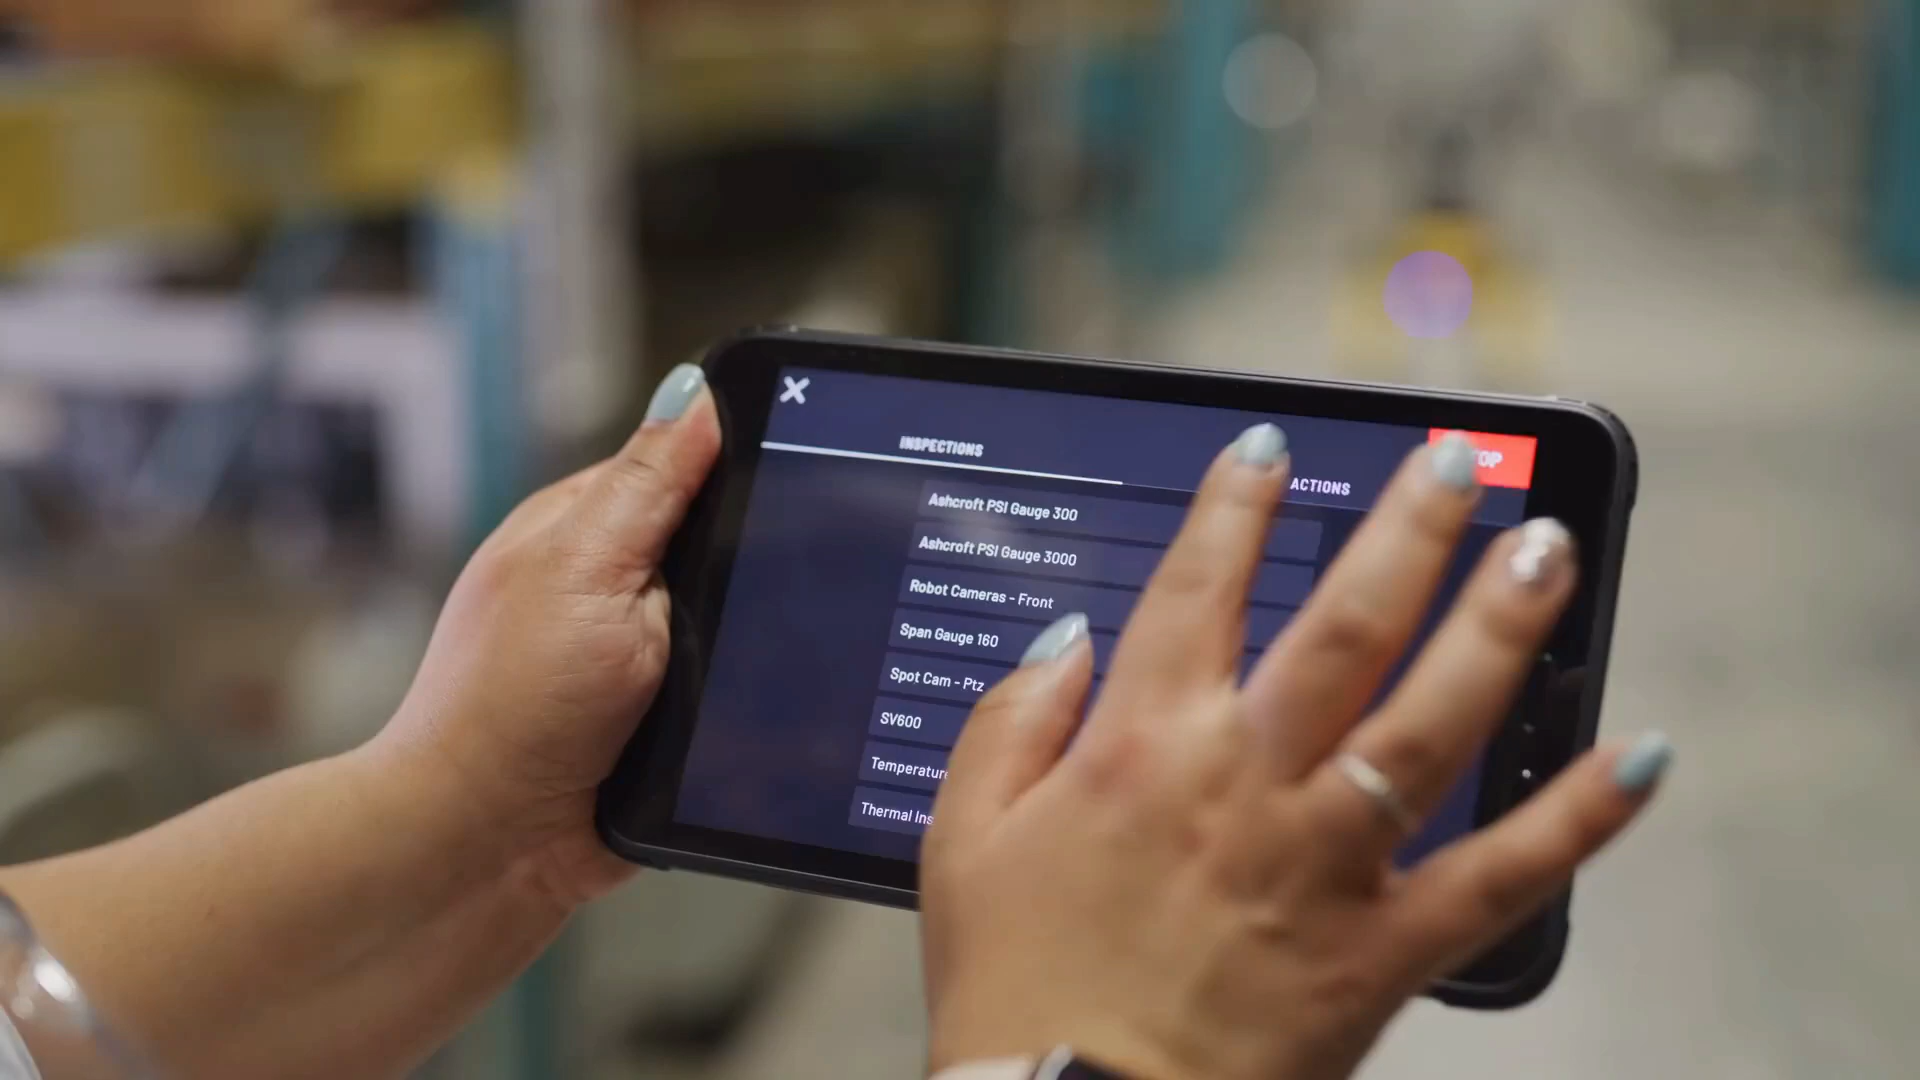 INSPECTIONS
ACTIONS
Ashcroft PSI Gauge 300
Ashcroft PSI Gauge 3000
Robot Cameras - Front
Span Gauge 160
Spot Cam - Ptz
SV600
Thermal